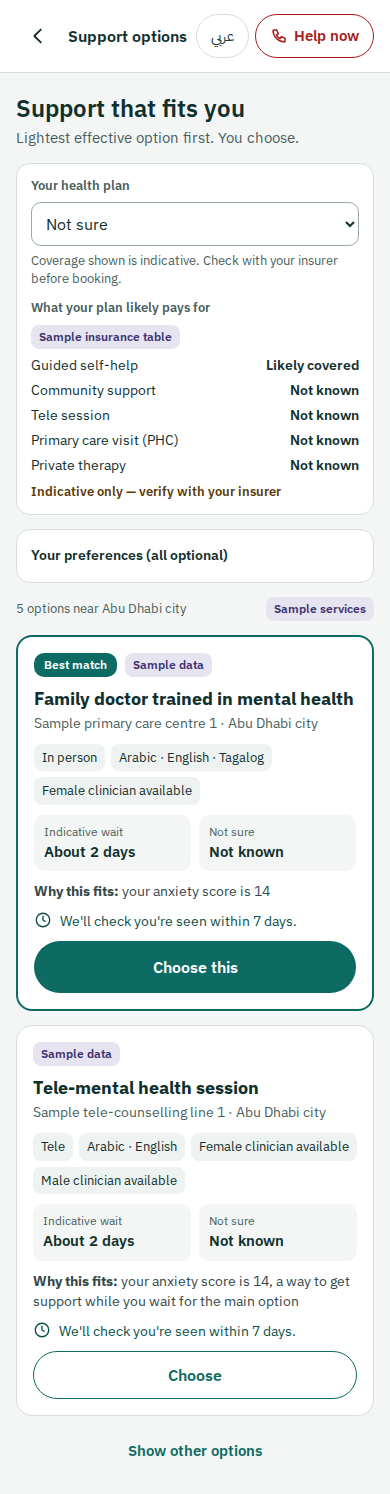 Support options
عربي
Help now
Support that fits you
Lightest effective option first. You choose.
Your health plan
Not sure
Coverage shown is indicative. Check with your insurer
before booking.
What your plan likely pays for
Sample insurance table
Guided self-help Likely covered
Community support Not known
Tele session Not known
Primary care visit (PHC) Not known
Private therapy Not known
Indicative only — verify with your insurer
Your preferences (all optional)
5 options near Abu Dhabi city Sample services
Best match Sample data
Family doctor trained in mental health
Sample primary care centre 1 · Abu Dhabi city
In person Arabic · English · Tagalog
Female clinician available
Indicative wait Not sure
About 2 days Not known
Why this fits: your anxiety score is 14
We'll check you're seen within 7 days.
Choose this
Sample data
Tele-mental health session
Sample tele-counselling line 1 · Abu Dhabi city
Tele Arabic · English Female clinician available
Male clinician available
Indicative wait Not sure
About 2 days Not known
Why this fits: your anxiety score is 14, a way to get
support while you wait for the main option
We'll check you're seen within 7 days.
Choose
Show other options